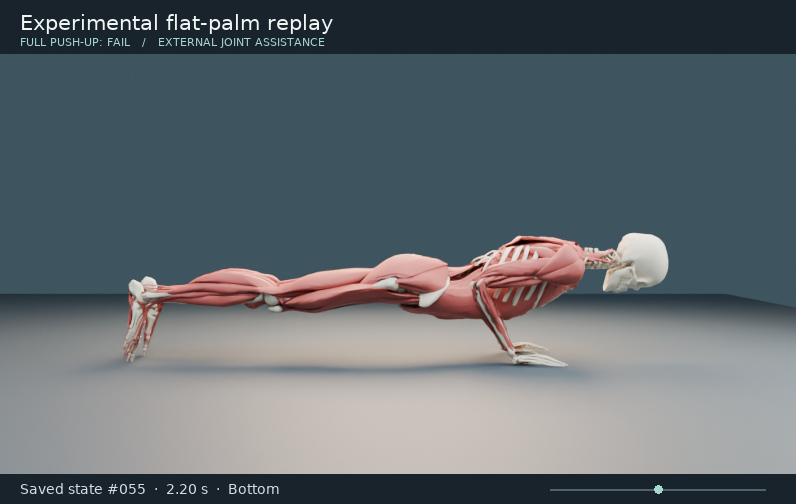 Experimental flat-palm replay
FULL PUSH-UP: FAIL / EXTERNAL JOINT ASSISTANCE
Saved state #055 · 2.20 s · Bottom